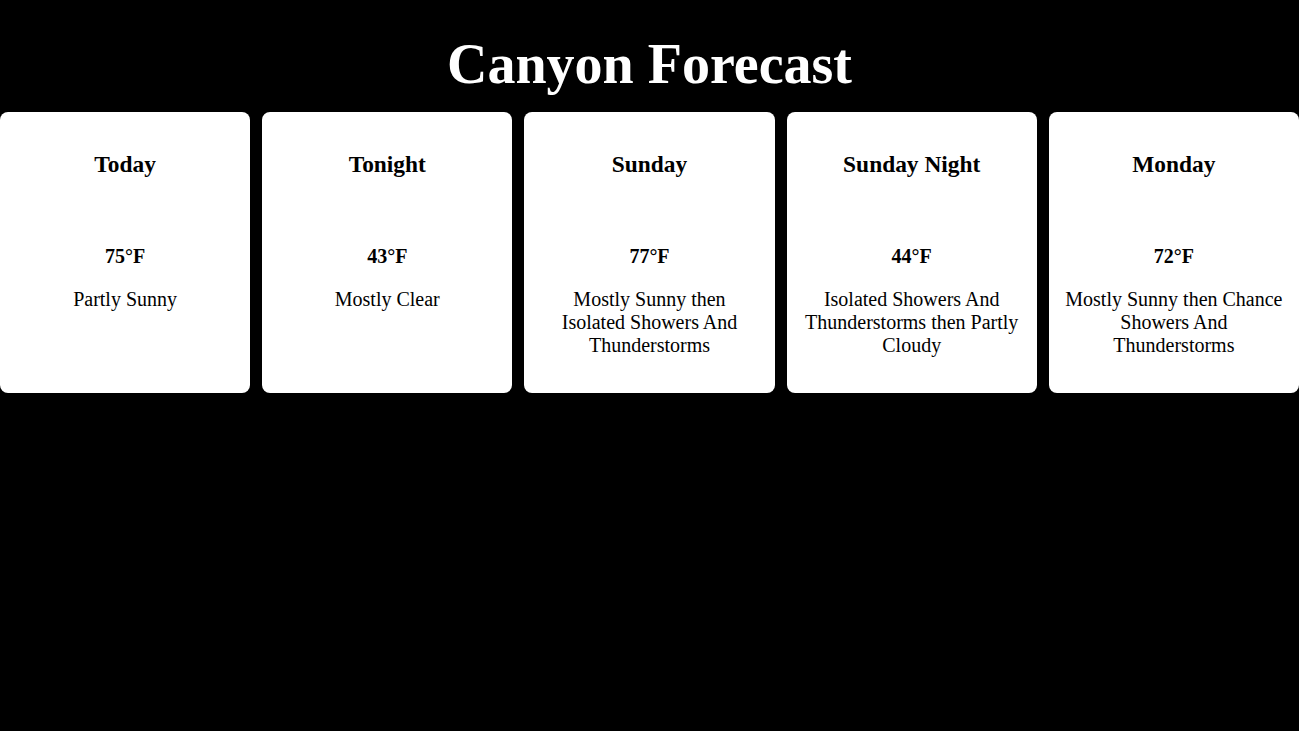 Canyon Forecast
Today
75°F
Partly Sunny
Tonight
43°F
Mostly Clear
Sunday
77°F
Mostly Sunny then
Isolated Showers And
Thunderstorms
Sunday Night
44°F
Isolated Showers And
Thunderstorms then Partly
Cloudy
Monday
72°F
Mostly Sunny then Chance
Showers And
Thunderstorms